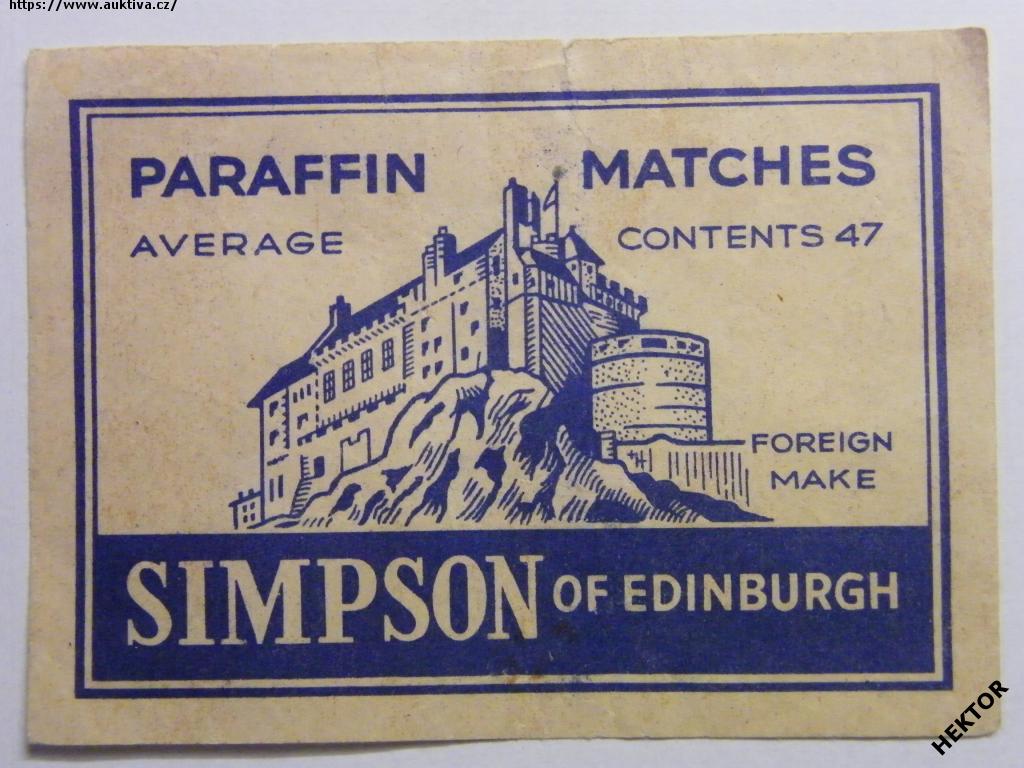 https://www.auktiva.cz/
PARAFFIN MATCHES
AVERAGE CONTENTS 47
FOREIGN
MAKE
SIMPSON OF EDINBURGH
HEKTOR